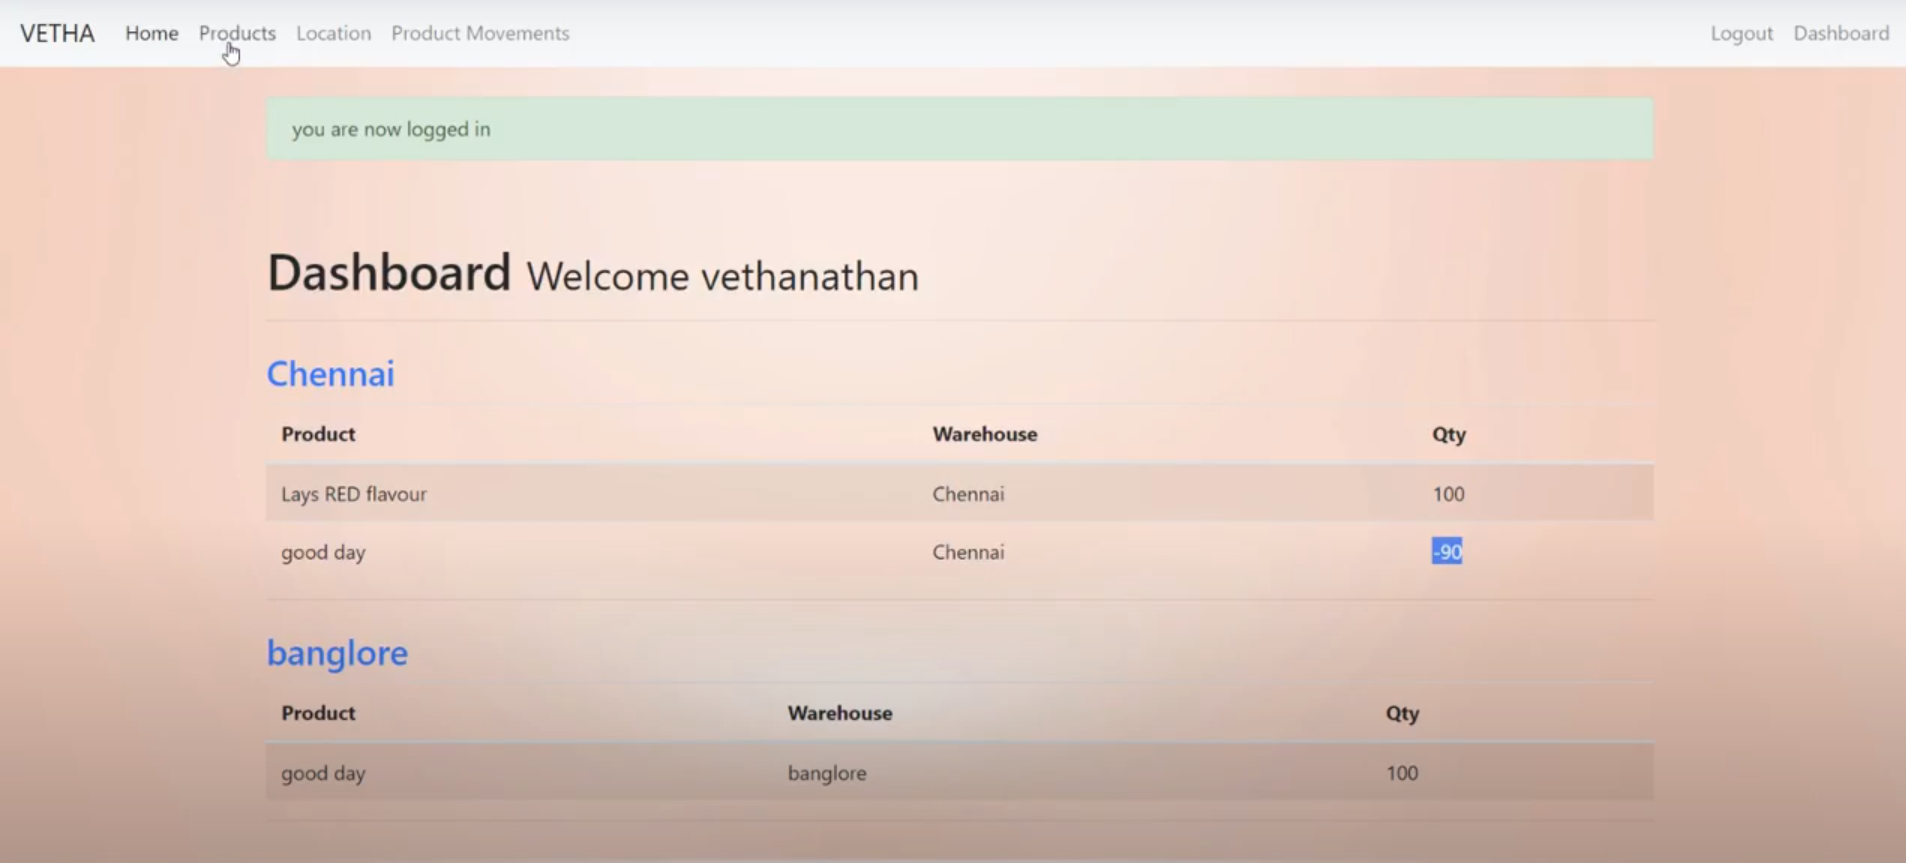 VETHA Home Products Location Product Movements Logout Dashboard
you are now logged in
Dashboard Welcome vethanathan
Chennai
Product Warehouse Qty
Lays RED flavour Chennai 100
good day Chennai -90
banglore
Product Warehouse Qty
good day banglore 100